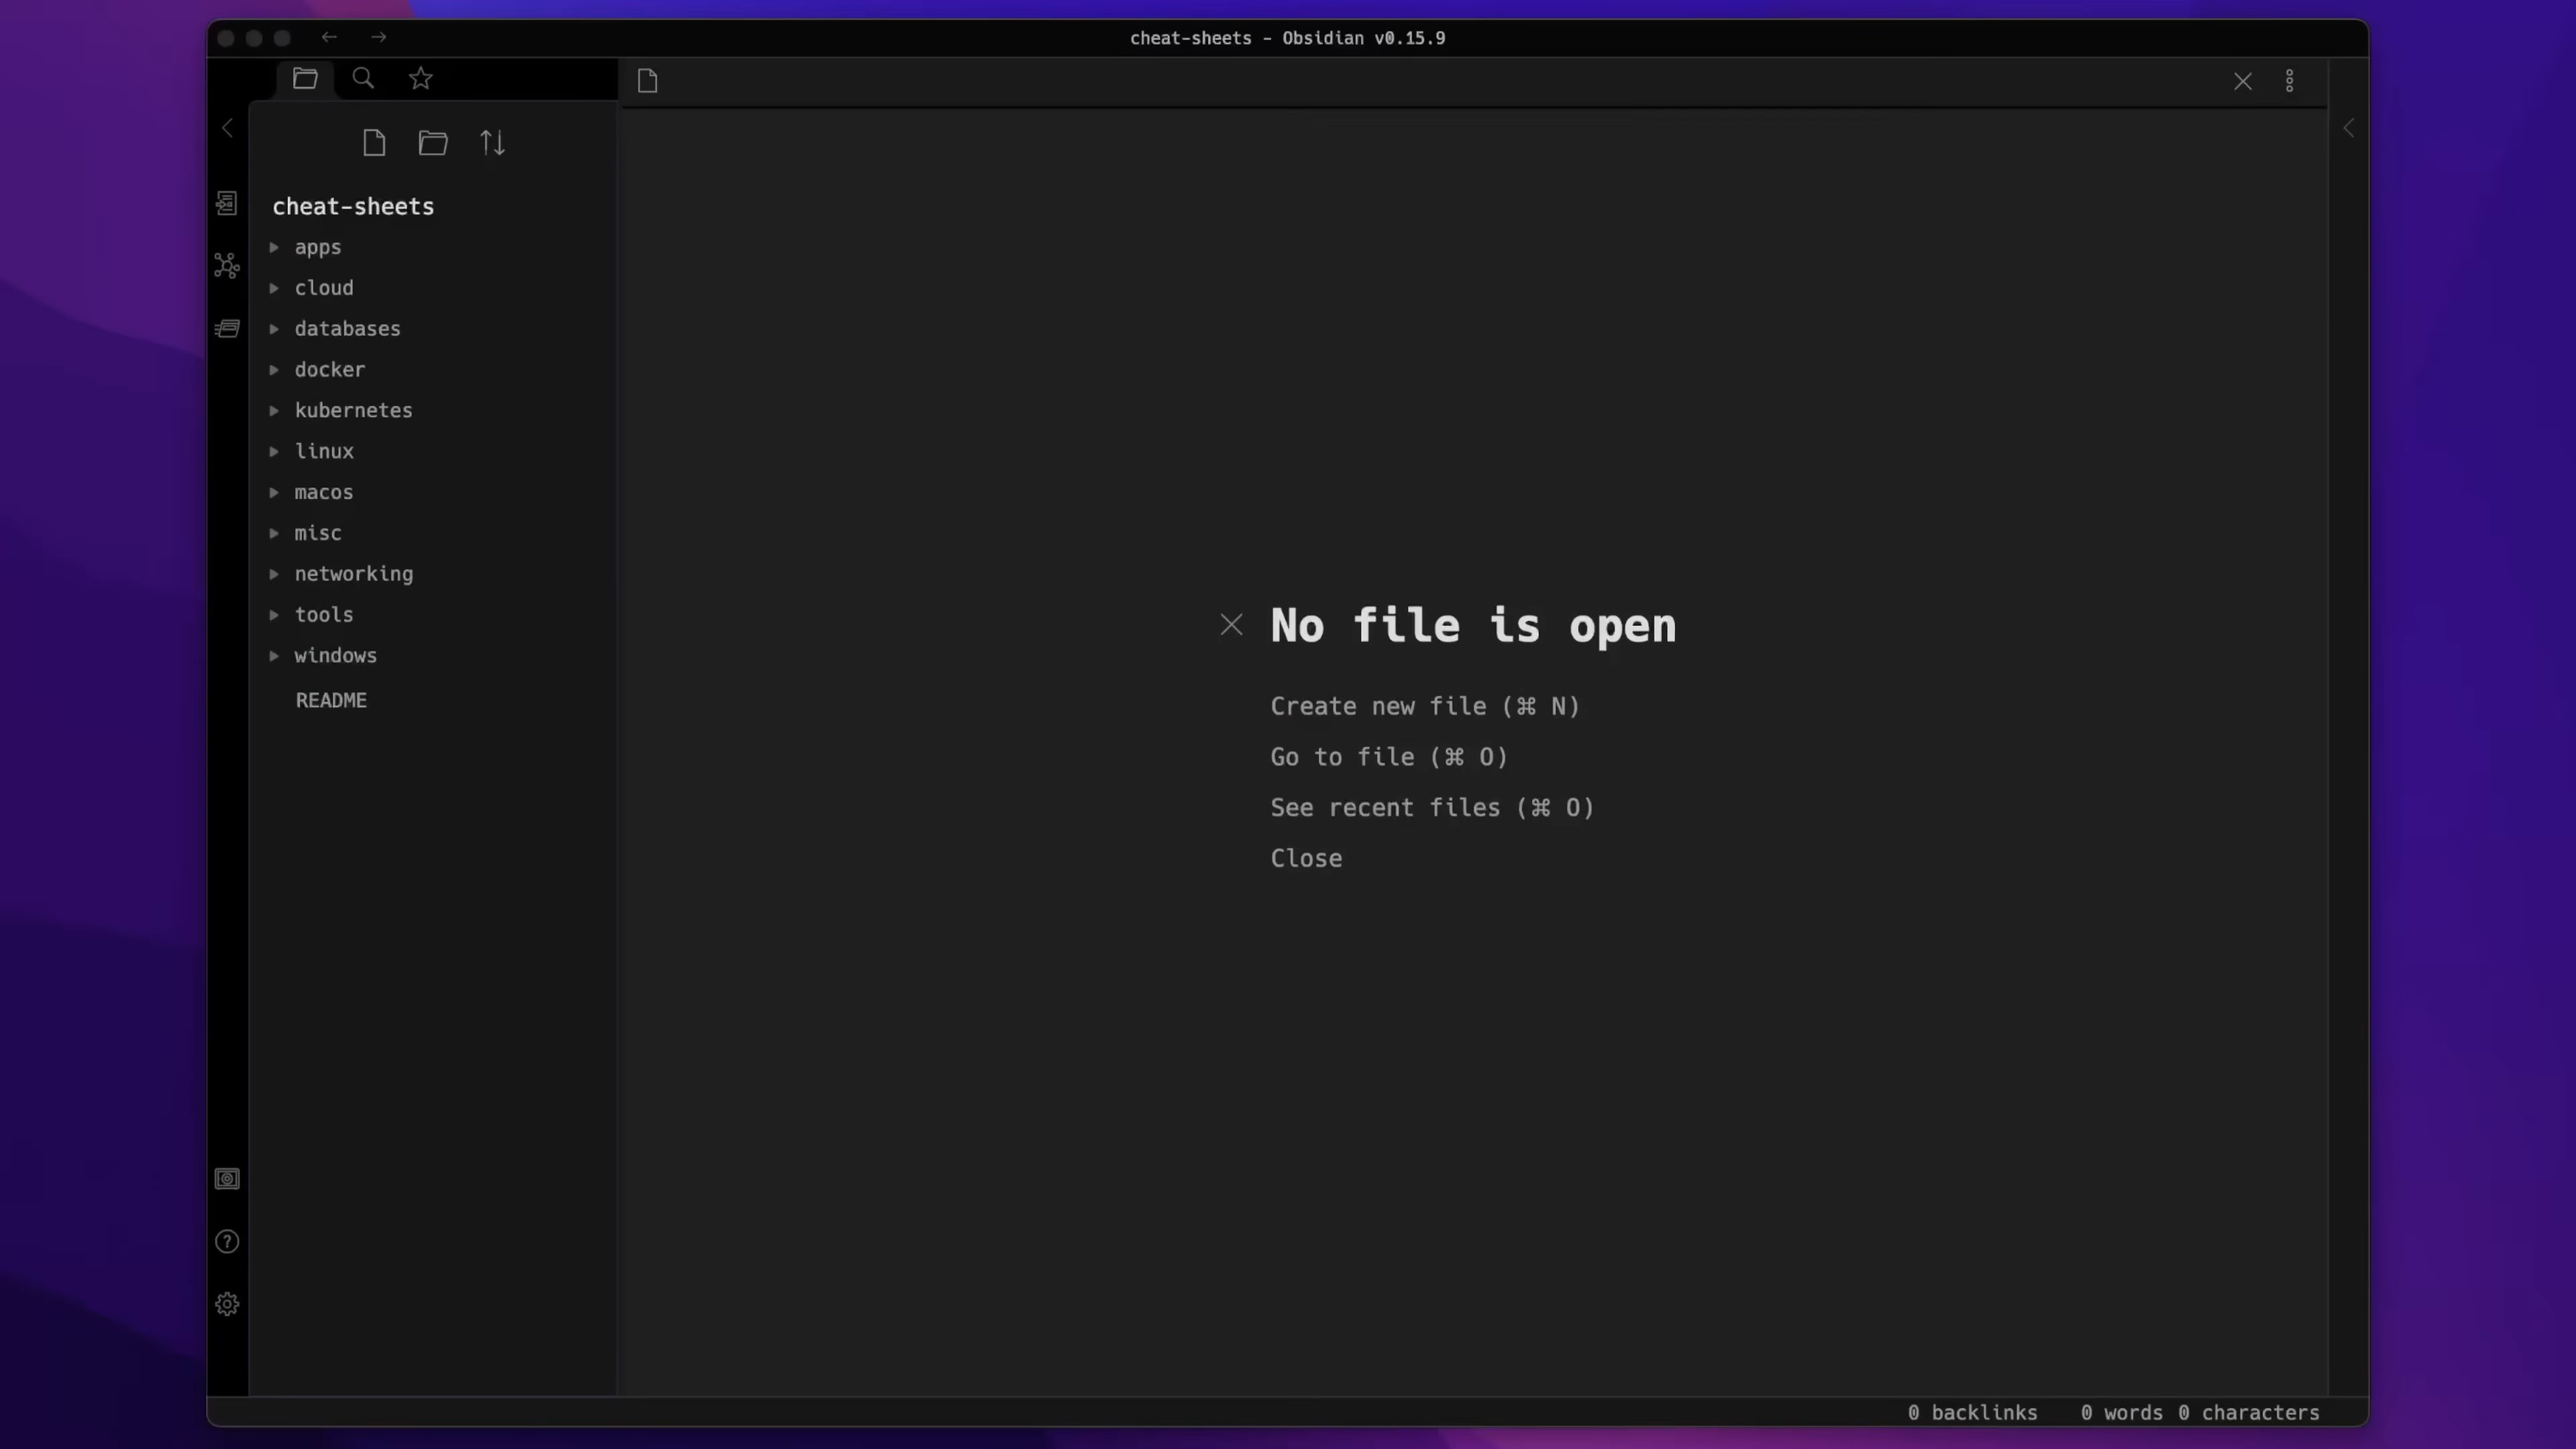 cheat-sheets - Obsidian v0.15.9
cheat-sheets
apps
cloud
databases
docker
kubernetes
linux
macos
misc
networking
tools
windows
README
No file is open
Create new file (⌘ N)
Go to file (⌘ O)
See recent files (⌘ O)
Close
0 backlinks 0 words 0 characters